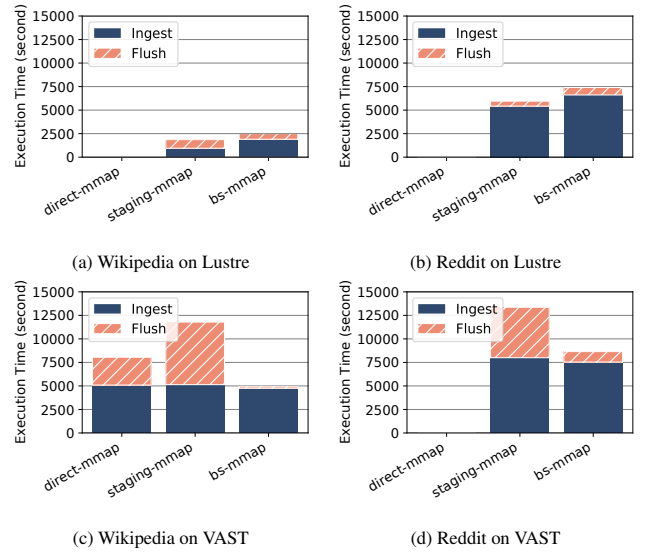 Execution Time (second)
15000
12500
10000
7500
5000
2500
0
Ingest
Flush
direct-mmap
staging-mmap
bs-mmap
(a) Wikipedia on Lustre
Execution Time (second)
15000
12500
10000
7500
5000
2500
0
Ingest
Flush
direct-mmap
staging-mmap
bs-mmap
(b) Reddit on Lustre
Execution Time (second)
15000
12500
10000
7500
5000
2500
0
Ingest
Flush
direct-mmap
staging-mmap
bs-mmap
(c) Wikipedia on VAST
Execution Time (second)
15000
12500
10000
7500
5000
2500
0
Ingest
Flush
direct-mmap
staging-mmap
bs-mmap
(d) Reddit on VAST